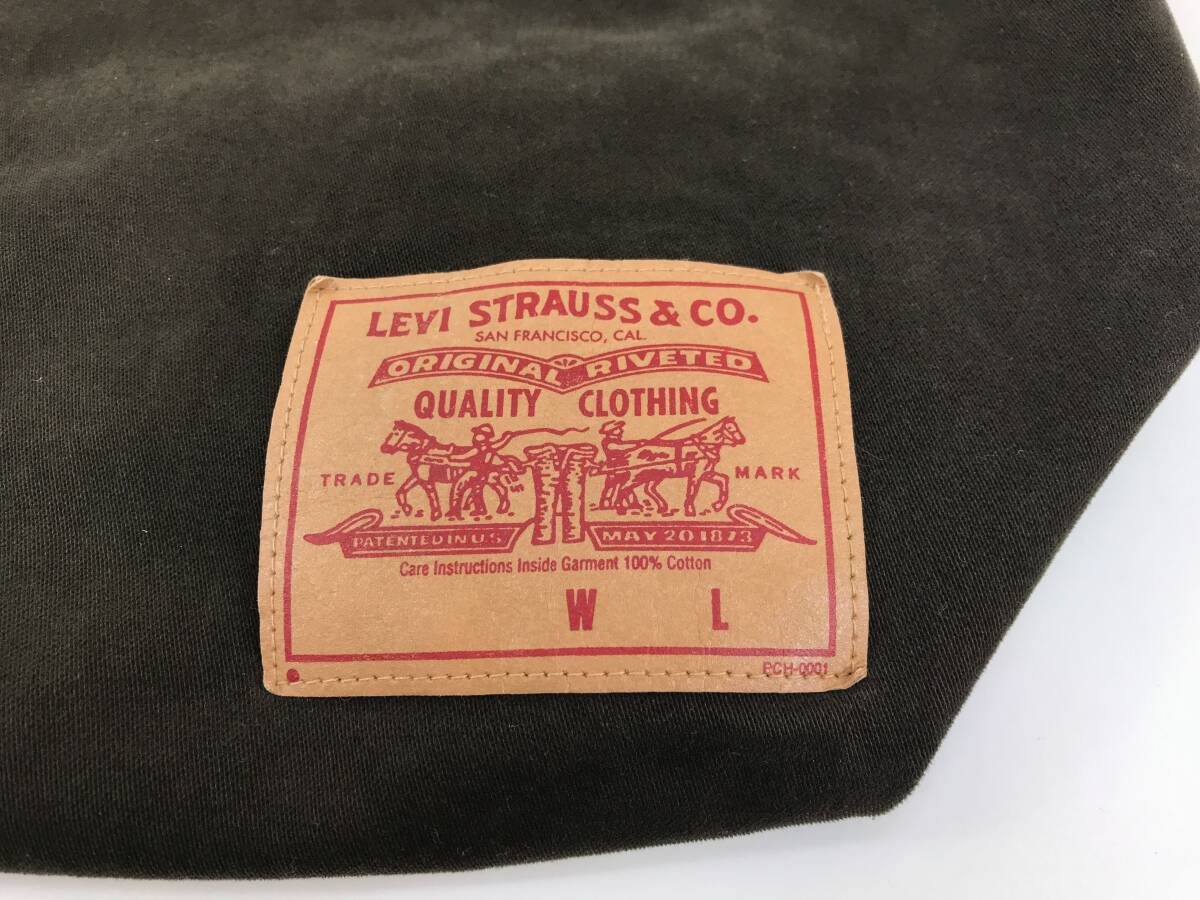 LEVI STRAUSS & CO.
SAN FRANCISCO, CAL.
ORIGINAL RIVETED
QUALITY CLOTHING
TRADE MARK
PATENTED IN U.S MAY 20 1873
Care Instructions Inside Garment 100% Cotton
W L
PCH-0001